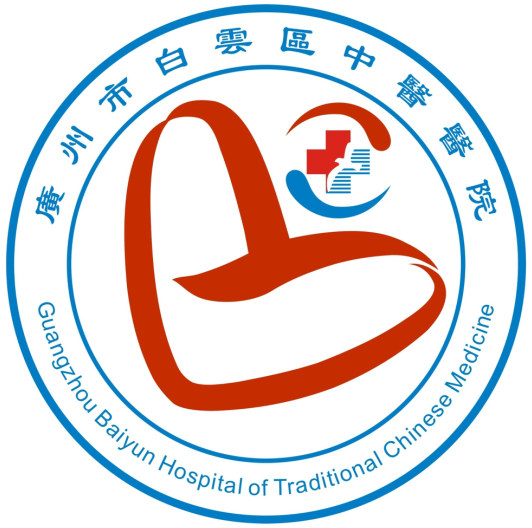 廣州市白雲區中醫醫院
Guangzhou Baiyun Hospital of Traditional Chinese Medicine